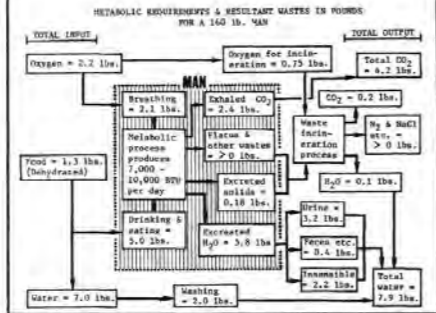 METABOLIC REQUIREMENTS & RESULTANT WASTES IN POUNDS
FOR A 160 lb. MAN
TOTAL INPUT
TOTAL OUTPUT
Oxygen = 2.2 lbs.
Oxygen for incin-
eration = 0.15 lbs.
Total CO2
= 4.2 lbs.
MAN
Breathing
= 2.1 lbs.
Exhaled CO2
= 2.4 lbs.
CO2 = 0.2 lbs.
Metabolic
process
produces
7,000 -
10,000 BTU
per day
Flatus &
other wastes
= > 0 lbs.
Waste
incin-
eration
process
N2 & NaCl
etc. =
> 0 lbs.
Food = 1.3 lbs.
(Dehydrated)
Excreted
solids =
0.18 lbs.
H2O = 0.1 lbs.
Drinking &
eating =
5.0 lbs.
Excreted
H2O = 5.8 lb
Urine =
3.2 lbs.
Feces etc.
= 0.4 lbs.
Insensible
= 2.2 lbs.
Water = 7.0 lbs.
Washing
= 2.0 lbs.
Total
water =
7.9 lbs.